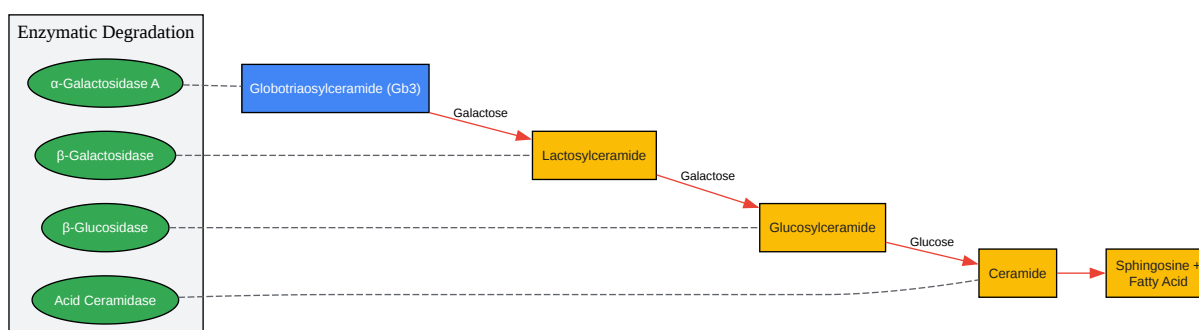 Enzymatic Degradation
α-Galactosidase A
Globotriaosylceramide (Gb3)
Galactose
β-Galactosidase
Lactosylceramide
Galactose
β-Glucosidase
Glucosylceramide
Glucose
Acid Ceramidase
Ceramide
Sphingosine +
Fatty Acid